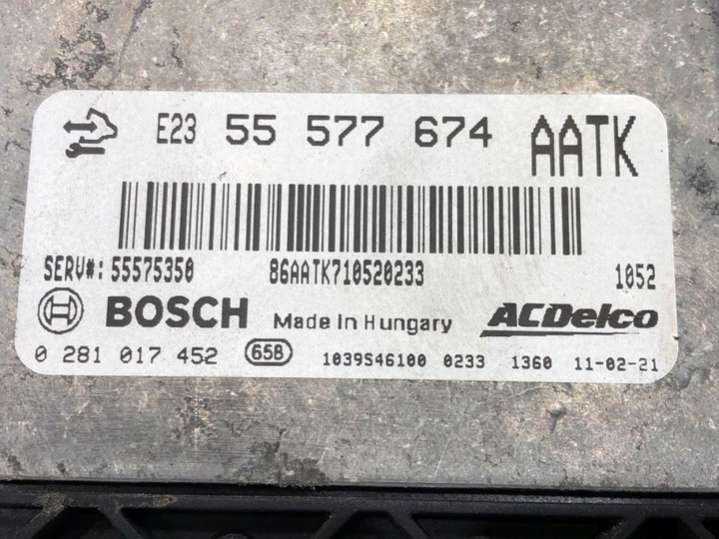 E23 55 577 674 AATK
SERV#: 55575350 86AATK710520233 1052
BOSCH Made In Hungary ACDelco
0 281 017 452 65B 1039S46100 0233 1360 11-02-21